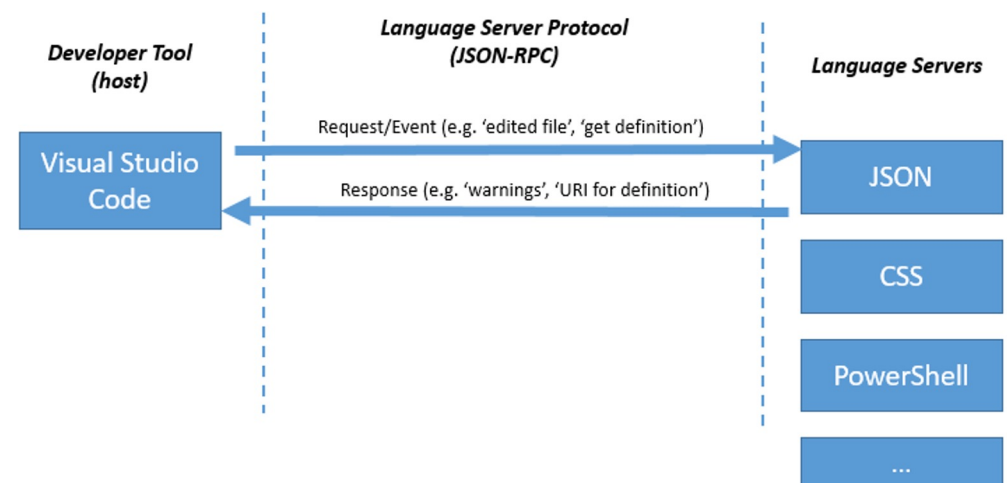 Developer Tool
(host)
Language Server Protocol
(JSON-RPC)
Language Servers
Visual Studio
Code
Request/Event (e.g. ‘edited file’, ‘get definition’)
Response (e.g. ‘warnings’, ‘URI for definition’)
JSON
CSS
PowerShell
...